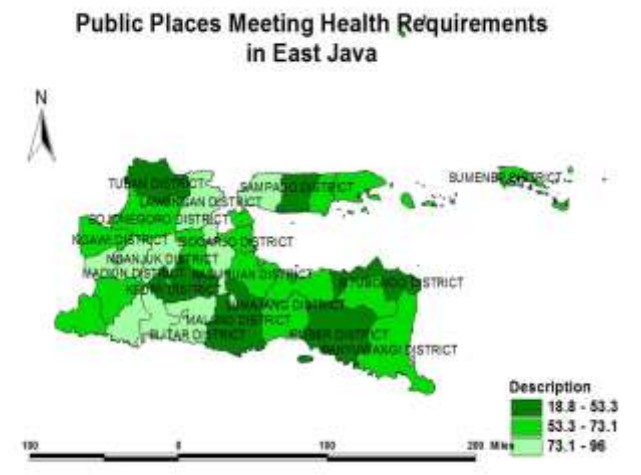 Public Places Meeting Health Requirements
in East Java
N
TUBAN DISTRICT
SAMPANG DISTRICT
SUMENEP DISTRICT
LAMONGAN DISTRICT
BOJONEGORO DISTRICT
NGAWI DISTRICT
SIDOARJO DISTRICT
NGANJUK DISTRICT
MADIUN DISTRICT
PASURUAN DISTRICT
KEDIRI DISTRICT
SITUBONDO DISTRICT
LUMAJANG DISTRICT
MALANG DISTRICT
BLITAR DISTRICT
JEMBER DISTRICT
BANYUWANGI DISTRICT
Description
18.8 - 53.3
53.3 - 73.1
73.1 - 96
100 0 100 200 Miles